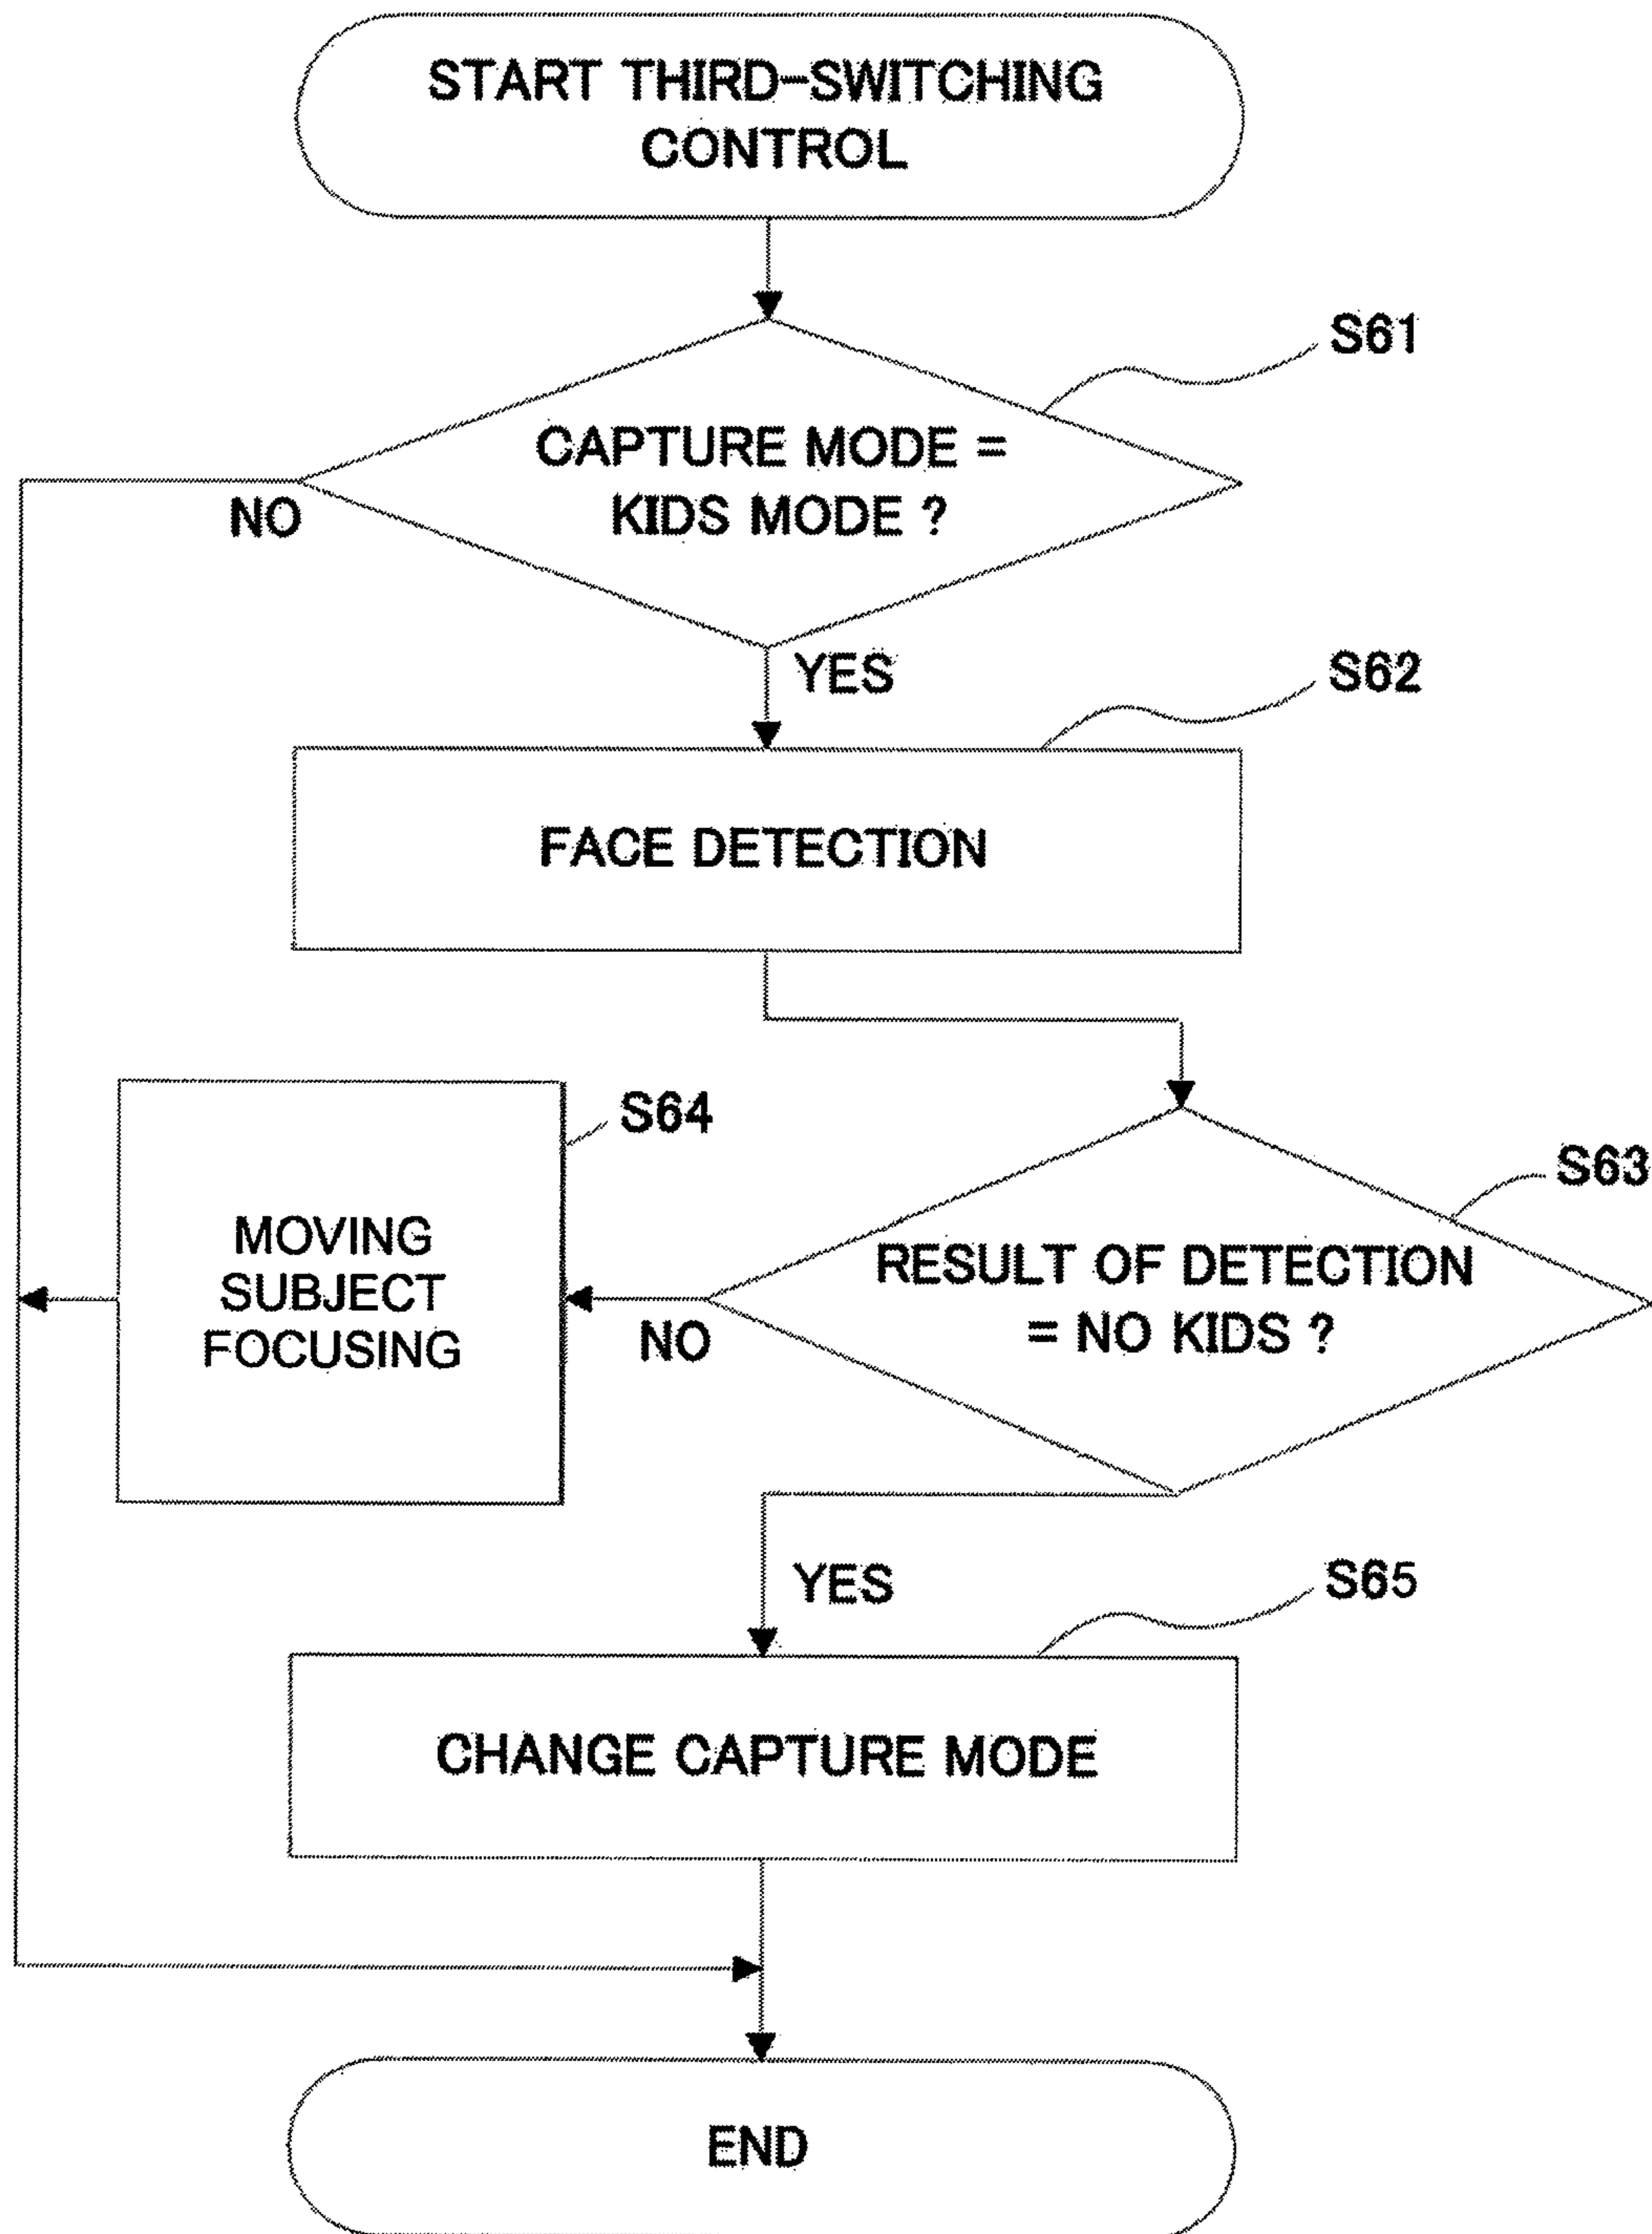 START THIRD-SWITCHING
CONTROL
S61
CAPTURE MODE =
KIDS MODE ?
NO
YES
S62
FACE DETECTION
S64
MOVING
SUBJECT
FOCUSING
S63
RESULT OF DETECTION
= NO KIDS ?
NO
YES
S65
CHANGE CAPTURE MODE
END